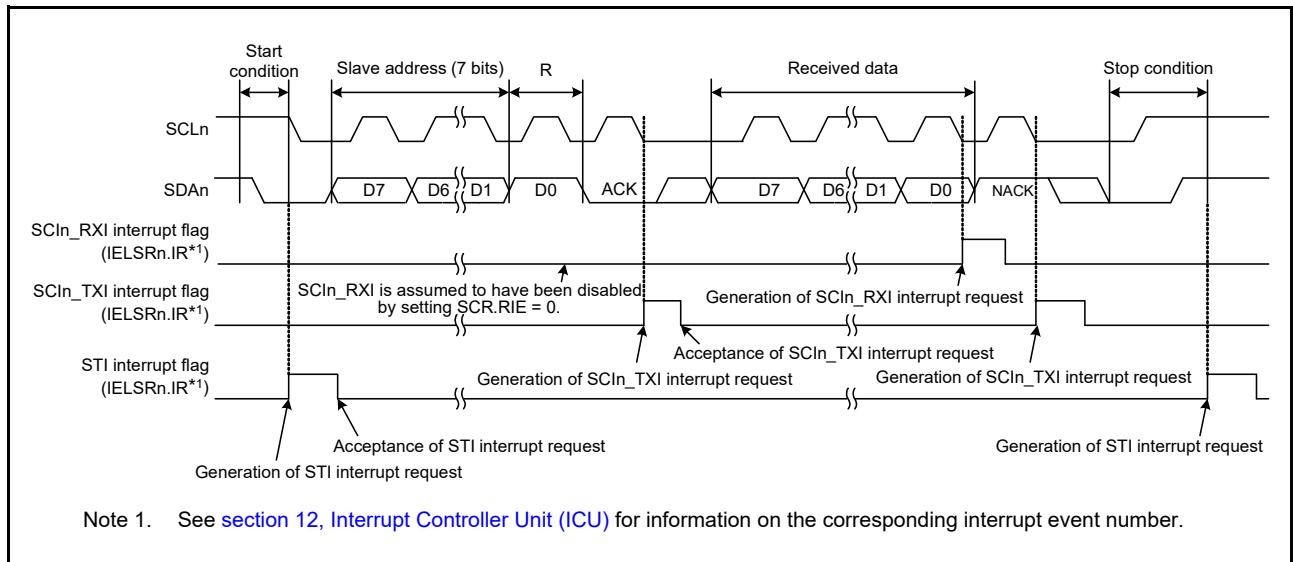 Start
condition
Slave address (7 bits)
R
Received data
Stop condition
SCLn
SDAn
D7
D6
D1
D0
ACK
D7
D6
D1
D0
NACK
SCIn_RXI interrupt flag
(IELSRn.IR*1)
SCIn_RXI is assumed to have been disabled
by setting SCR.RIE = 0.
Generation of SCIn_RXI interrupt request
SCIn_TXI interrupt flag
(IELSRn.IR*1)
Acceptance of SCIn_TXI interrupt request
Generation of SCIn_TXI interrupt request
Generation of SCIn_TXI interrupt request
STI interrupt flag
(IELSRn.IR*1)
Acceptance of STI interrupt request
Generation of STI interrupt request
Generation of STI interrupt request
Note 1. See section 12, Interrupt Controller Unit (ICU) for information on the corresponding interrupt event number.